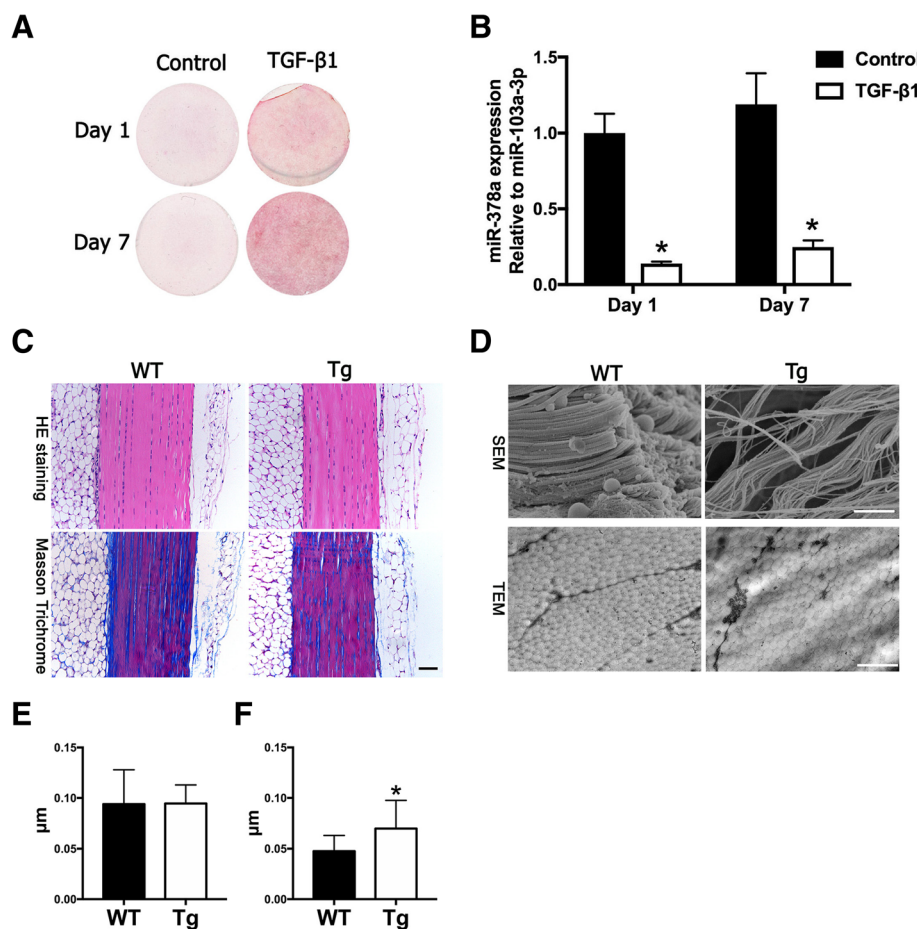 A
Control TGF-β1
Day 1
Day 7
B
miR-378a expression
Relative to miR-103a-3p
1.5
1.0
0.5
0.0
*
*
Day 1 Day 7
Control
TGF-β1
C
WT Tg
HE staining
Masson Trichrome
D
WT Tg
SEM
TEM
E
μm
0.15
0.10
0.05
0.00
WT Tg
F
μm
0.15
0.10
0.05
0.00
*
WT Tg